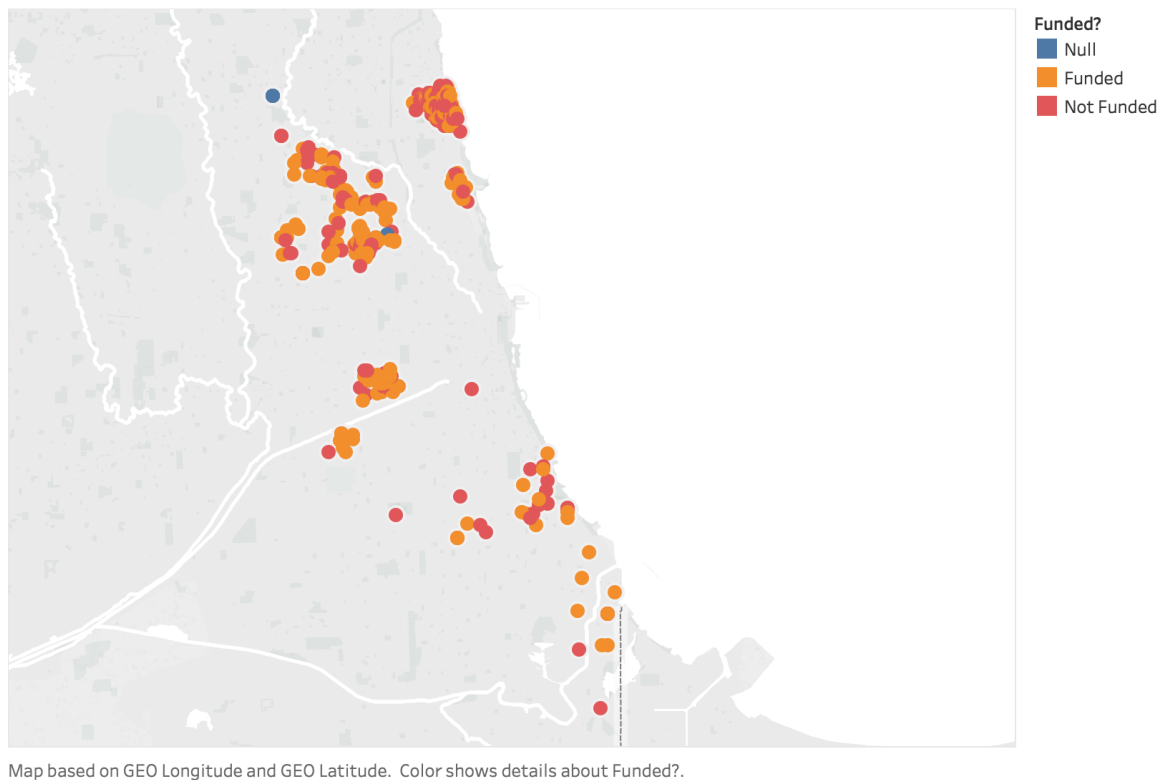 Funded?
Null
Funded
Not Funded
Map based on GEO Longitude and GEO Latitude.  Color shows details about Funded?.